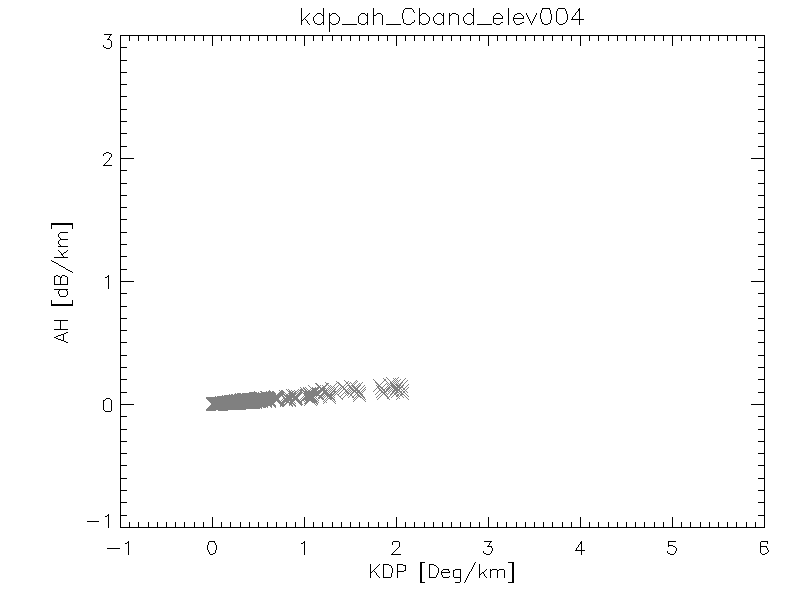 kdp_ah_Cband_elev004
3
2
1
0
-1
AH [dB/km]
-1 0 1 2 3 4 5 6
KDP [Deg/km]